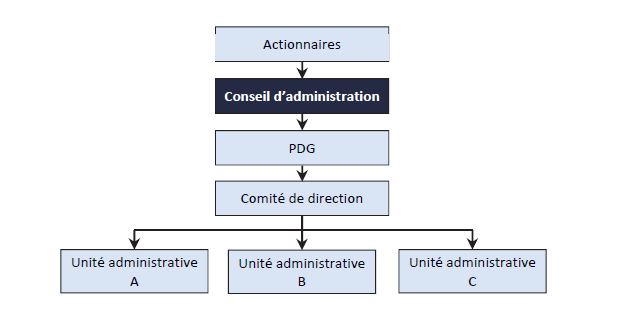 Actionnaires
Conseil d’administration
PDG
Comité de direction
Unité administrative
A
Unité administrative
B
Unité administrative
C